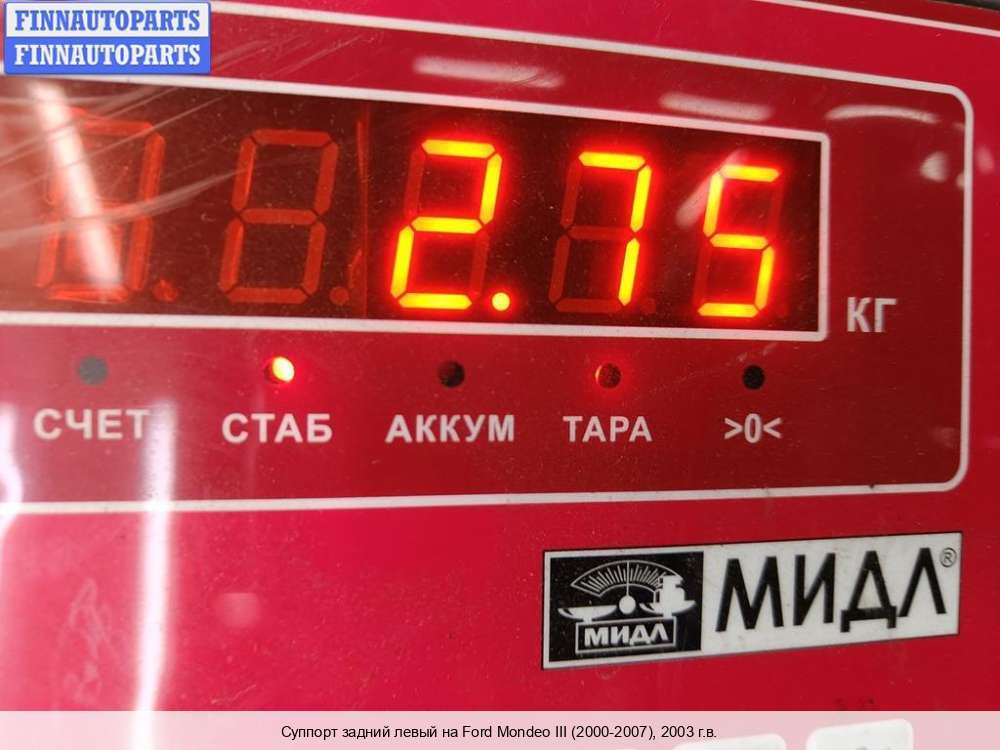 FINNAUTOPARTS
FINNAUTOPARTS
2.75
КГ
СЧЕТ СТАБ АККУМ ТАРА >0<
МИДЛ МИДЛ®
Суппорт задний левый на Ford Mondeo III (2000-2007), 2003 г.в.